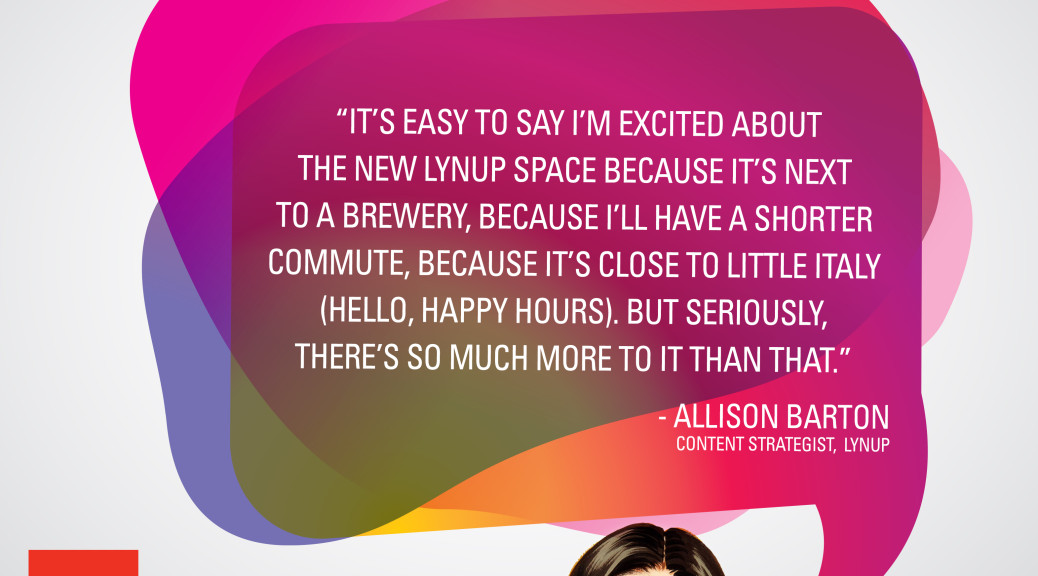 “IT’S EASY TO SAY I’M EXCITED ABOUT
THE NEW LYNUP SPACE BECAUSE IT’S NEXT
TO A BREWERY, BECAUSE I’LL HAVE A SHORTER
COMMUTE, BECAUSE IT’S CLOSE TO LITTLE ITALY
(HELLO, HAPPY HOURS). BUT SERIOUSLY,
THERE’S SO MUCH MORE TO IT THAN THAT.”
- ALLISON BARTON
CONTENT STRATEGIST, LYNUP